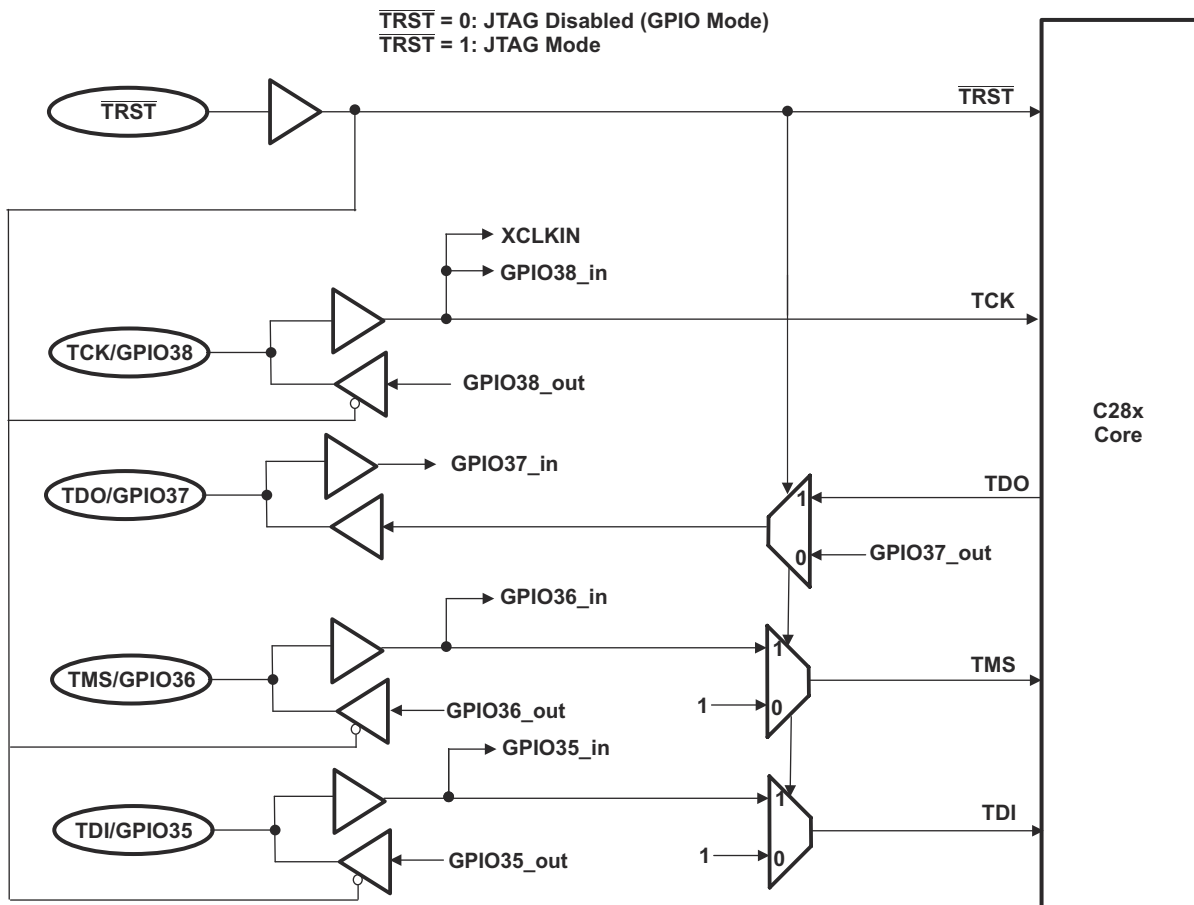 TRST = 0: JTAG Disabled (GPIO Mode)
TRST = 1: JTAG Mode
TRST
TRST
XCLKIN
GPIO38_in
TCK
TCK/GPIO38
GPIO38_out
C28x
Core
GPIO37_in
TDO/GPIO37
TDO
1
0
GPIO37_out
GPIO36_in
1
TMS/GPIO36
TMS
GPIO36_out
1
0
GPIO35_in
1
TDI/GPIO35
TDI
GPIO35_out
1
0